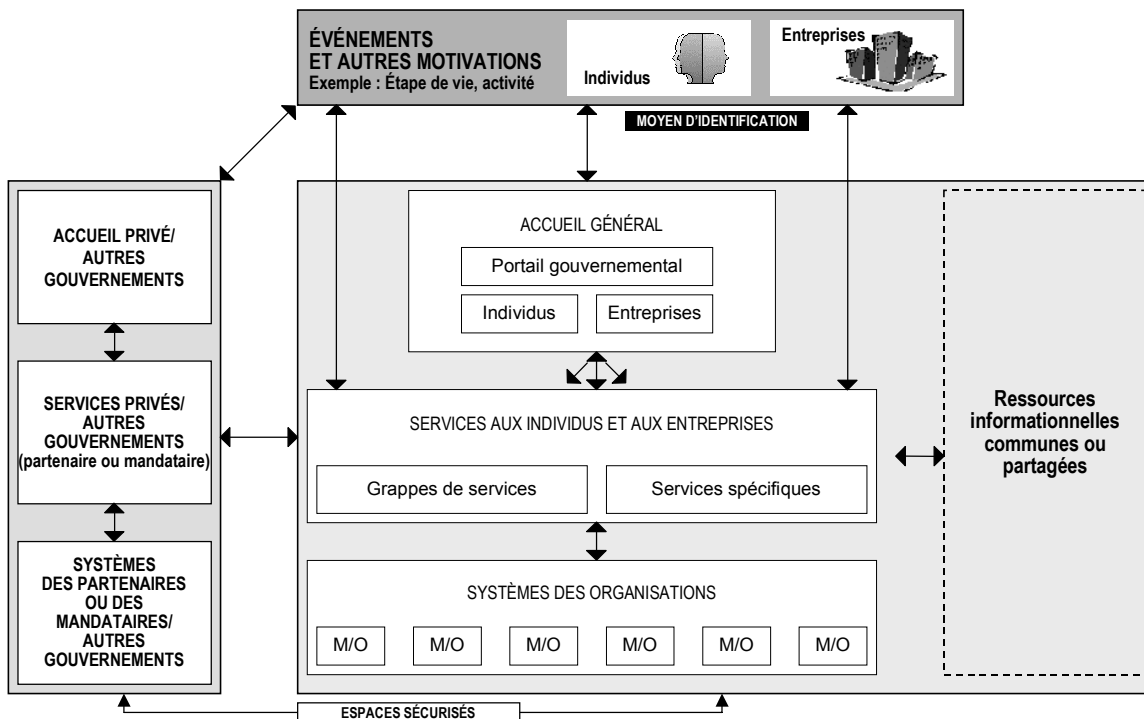 ÉVÉNEMENTS
ET AUTRES MOTIVATIONS
Exemple : Étape de vie, activité
Individus
Entreprises
MOYEN D'IDENTIFICATION
ACCUEIL PRIVÉ/
AUTRES
GOUVERNEMENTS
SERVICES PRIVÉS/
AUTRES
GOUVERNEMENTS
(partenaire ou mandataire)
SYSTÈMES
DES PARTENAIRES
OU DES
MANDATAIRES/
AUTRES
GOUVERNEMENTS
ACCUEIL GÉNÉRAL
Portail gouvernemental
Individus
Entreprises
SERVICES AUX INDIVIDUS ET AUX ENTREPRISES
Grappes de services
Services spécifiques
SYSTÈMES DES ORGANISATIONS
M/O
M/O
M/O
M/O
M/O
M/O
Ressources
informationnelles
communes ou
partagées
ESPACES SÉCURISÉS